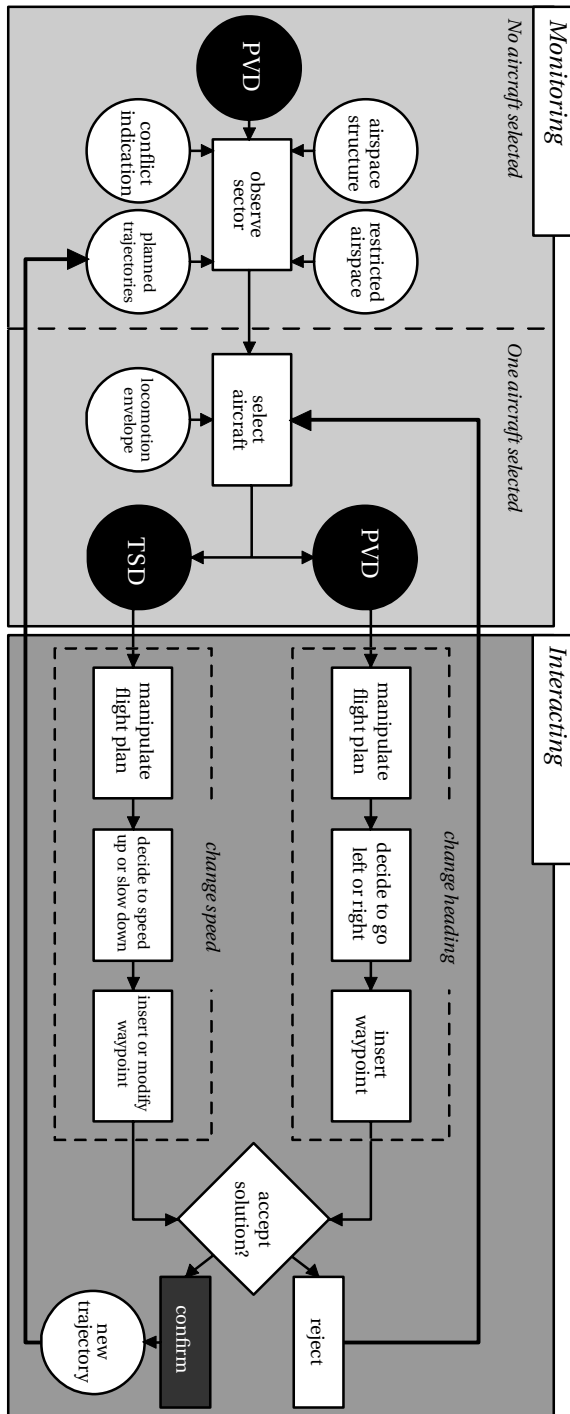 Monitoring
No aircraft selected
PVD
airspace
structure
restricted
airspace
observe
sector
conflict
indication
planned
trajectories
One aircraft selected
select
aircraft
locomotion
envelope
PVD
TSD
Interacting
change heading
manipulate
flight plan
decide to go
left or right
insert
waypoint
change speed
manipulate
flight plan
decide to speed
up or slow down
insert or modify
waypoint
accept
solution?
reject
confirm
new
trajectory